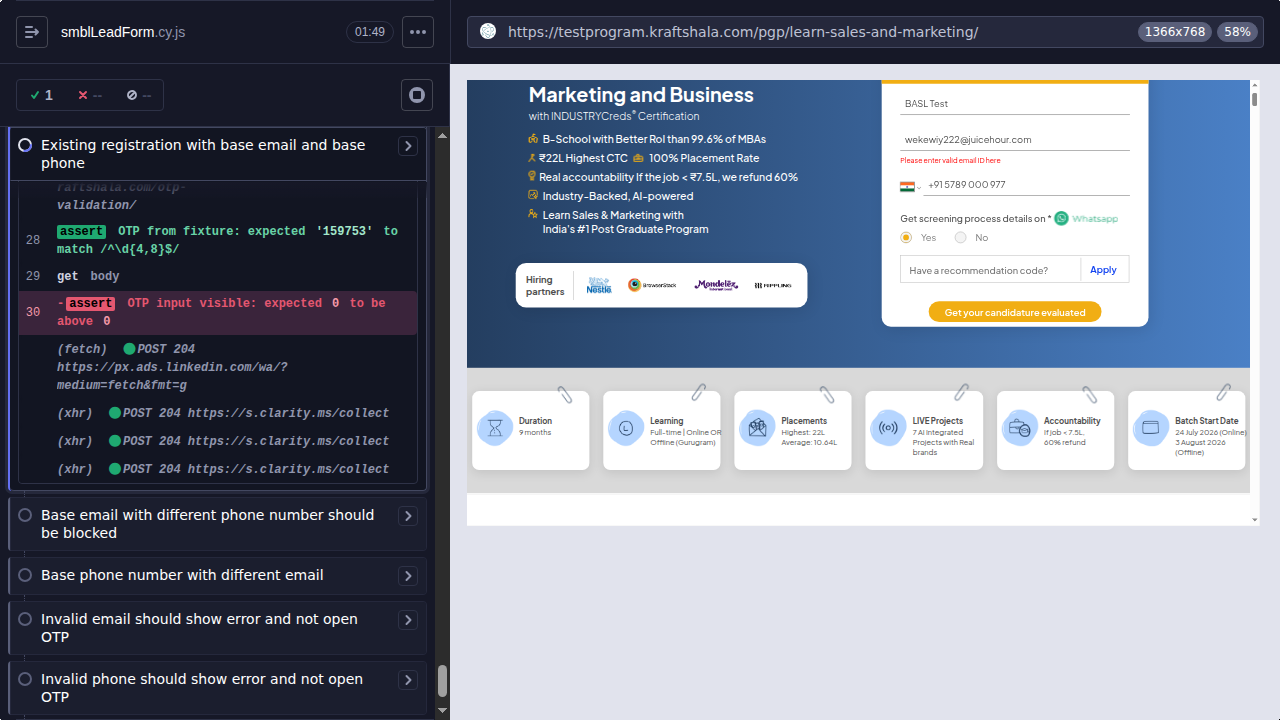 smblLeadForm.cy.js
01:49
1
--
--
Existing registration with base email and base phone
raftshala.com/otp-
validation/
28 assert OTP from fixture: expected '159753' to
match /^\d{4,8}$/
29 get body
30 -assert OTP input visible: expected 0 to be
above 0
(fetch) POST 204
https://px.ads.linkedin.com/wa/?
medium=fetch&fmt=g
(xhr) POST 204 https://s.clarity.ms/collect
(xhr) POST 204 https://s.clarity.ms/collect
(xhr) POST 204 https://s.clarity.ms/collect
Base email with different phone number should
be blocked
Base phone number with different email
Invalid email should show error and not open
OTP
Invalid phone should show error and not open
OTP
https://testprogram.kraftshala.com/pgp/learn-sales-and-marketing/
1366x768
58%
Marketing and Business
with INDUSTRYCreds® Certification
B-School with Better RoI than 99.6% of MBAs
₹22L Highest CTC 100% Placement Rate
Real accountability If the job < ₹7.5L, we refund 60%
Industry-Backed, AI-powered
Learn Sales & Marketing with
India's #1 Post Graduate Program
Hiring
partners
Nestle
BrowserStack
Mondelez
International
RIPPLING
BASL Test
wekewiy222@juicehour.com
Please enter valid email ID here
+91 5789 000 977
Get screening process details on * Whatsapp
Yes
No
Have a recommendation code?
Apply
Get your candidature evaluated
Duration
9 months
Learning
Full-time | Online OR
Offline (Gurugram)
Placements
Highest: 22L
Average: 10.64L
LIVE Projects
7 AI Integrated
Projects with Real
brands
Accountability
If job < 7.5L.
60% refund
Batch Start Date
24 July 2026 (Online)
3 August 2026
(Offline)